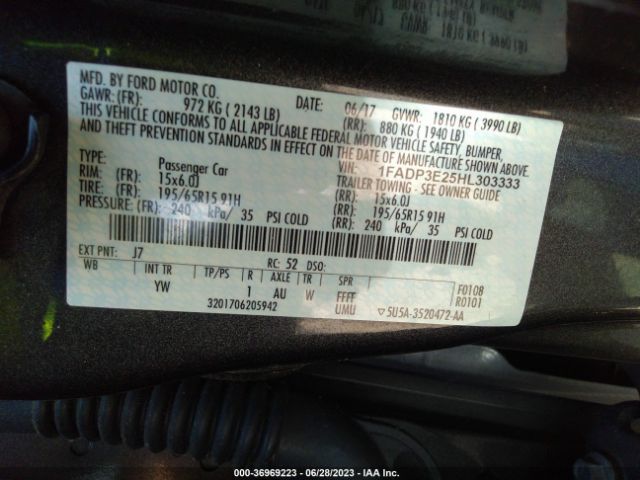 1810 KG ( 3990 LB)
MFD. BY FORD MOTOR CO.
DATE: 06/17 GVWR: 1810 KG ( 3990 LB)
GAWR: (FR): 972 KG ( 2143 LB) (RR): 880 KG ( 1940 LB)
THIS VEHICLE CONFORMS TO ALL APPLICABLE FEDERAL MOTOR VEHICLE SAFETY, BUMPER,
AND THEFT PREVENTION STANDARDS IN EFFECT ON THE DATE OF MANUFACTURE SHOWN ABOVE.
VIN: 1FADP3E25HL303333
TYPE: Passenger Car TRAILER TOWING - SEE OWNER GUIDE
RIM: (FR) 15x6.0J (RR) 15x6.0J
TIRE: (FR) 195/65R15 91H (RR) 195/65R15 91H
PRESSURE: (FR) 240 kPa/ 35 PSI COLD (RR) 240 kPa/ 35 PSI COLD
EXT PNT: J7 RC: 52 DSO:
WB INT TR TP/PS R AXLE TR SPR F0108
YW 1 AU W FFFF R0101
3201706205942 UMU ▽5U5A-3520472-AA
000-36969223 - 06/28/2023 - IAA Inc.